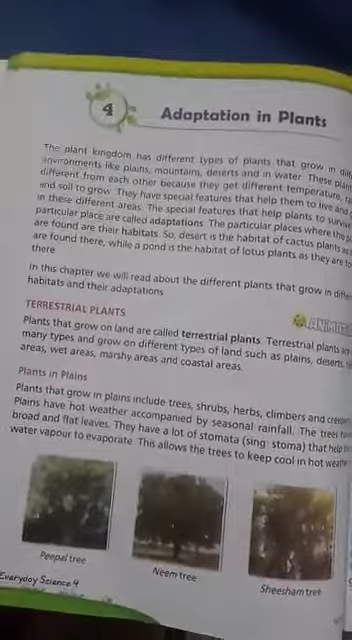 4
Adaptation in Plants
The plant kingdom has different types of plants that grow in
environments like plains, mountains, deserts and in water. These
different from each other because they get different temperature,
and soil to grow. They have special features that help them to live and
in these different areas. The special features that help plants to survive
particular place are called adaptations. The particular places where the
are found are their habitats. So, desert is the habitat of cactus plants as
are found there, while a pond is the habitat of lotus plants as they are
there.
In this chapter we will read about the different plants that grow in
habitats and their adaptations.
TERRESTRIAL PLANTS
Plants that grow on land are called terrestrial plants. Terrestrial plants are
many types and grow on different types of land such as plains, deserts,
areas, wet areas, marshy areas and coastal areas.
Plants in Plains
Plants that grow in plains include trees, shrubs, herbs, climbers and
Plains have hot weather accompanied by seasonal rainfall. The trees
broad and flat leaves. They have a lot of stomata (sing: stoma) that help
water vapour to evaporate. This allows the trees to keep cool in hot
Peepal tree
Neem tree
Sheesham tree
Everyday Science 4